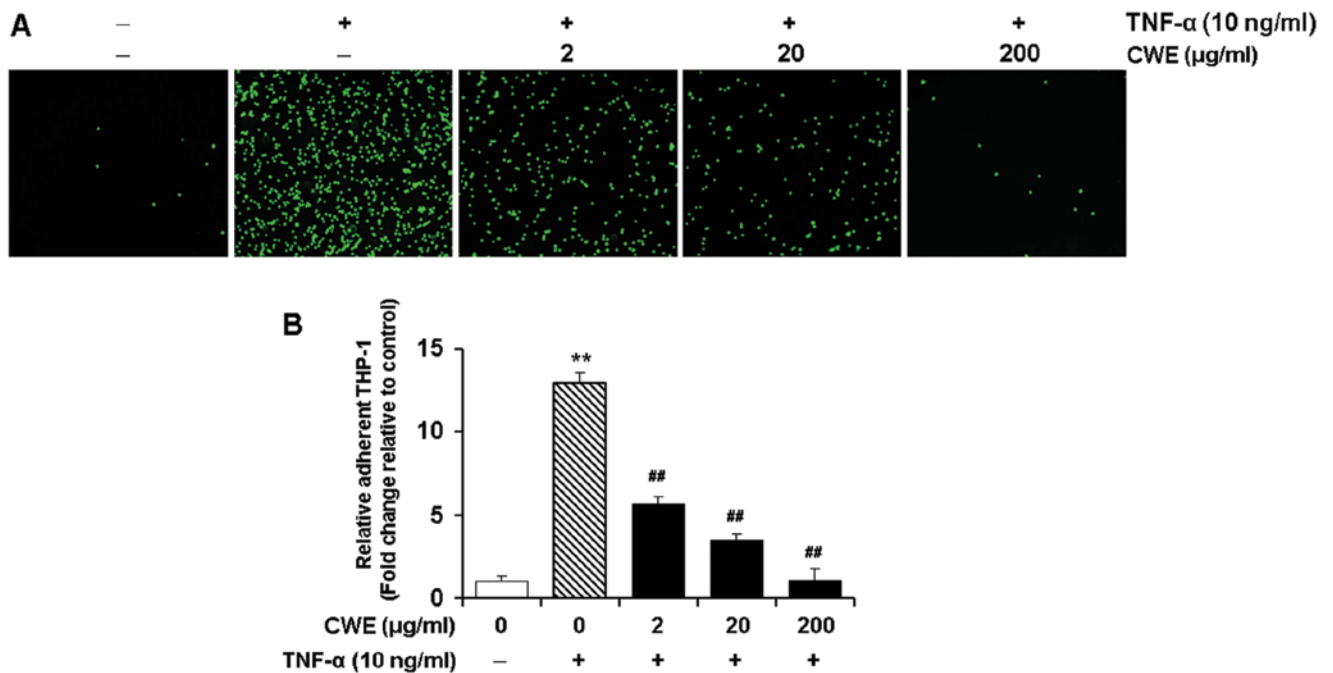 A
– + + + + TNF-α (10 ng/ml)
– – 2 20 200 CWE (µg/ml)
B
Relative adherent THP-1
(Fold change relative to control)
15
10
5
0
**
##
##
##
CWE (µg/ml) 0 0 2 20 200
TNF-α (10 ng/ml) – + + + +